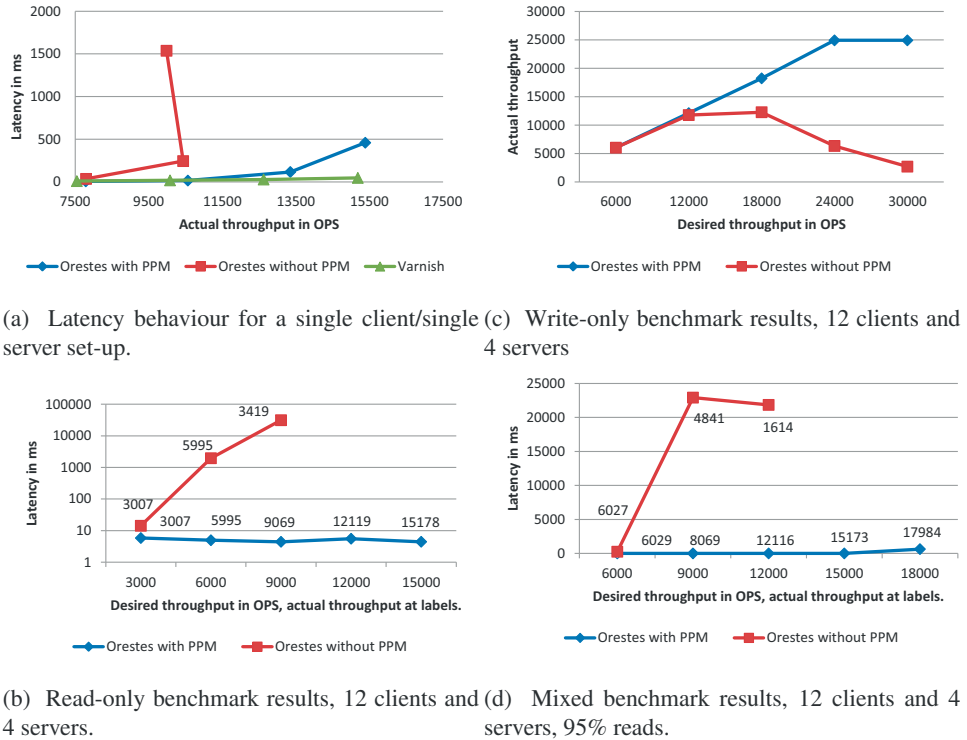 2000
1500
1000
500
0
Latency in ms
7500 9500 11500 13500 15500 17500
Actual throughput in OPS
Orestes with PPM Orestes without PPM Varnish
(a) Latency behaviour for a single client/single
server set-up.
30000
25000
20000
15000
10000
5000
0
Actual throughput
6000 12000 18000 24000 30000
Desired throughput in OPS
Orestes with PPM Orestes without PPM
(c) Write-only benchmark results, 12 clients and
4 servers
100000
10000
1000
100
10
1
Latency in ms
3419
5995
3007
3007 5995 9069 12119 15178
3000 6000 9000 12000 15000
Desired throughput in OPS, actual throughput at labels.
Orestes with PPM Orestes without PPM
(b) Read-only benchmark results, 12 clients and
4 servers.
25000
20000
15000
10000
5000
0
Latency in ms
4841
1614
6027
6029 8069 12116 15173 17984
6000 9000 12000 15000 18000
Desired throughput in OPS, actual throughput at labels.
Orestes with PPM Orestes without PPM
(d) Mixed benchmark results, 12 clients and 4
servers, 95% reads.